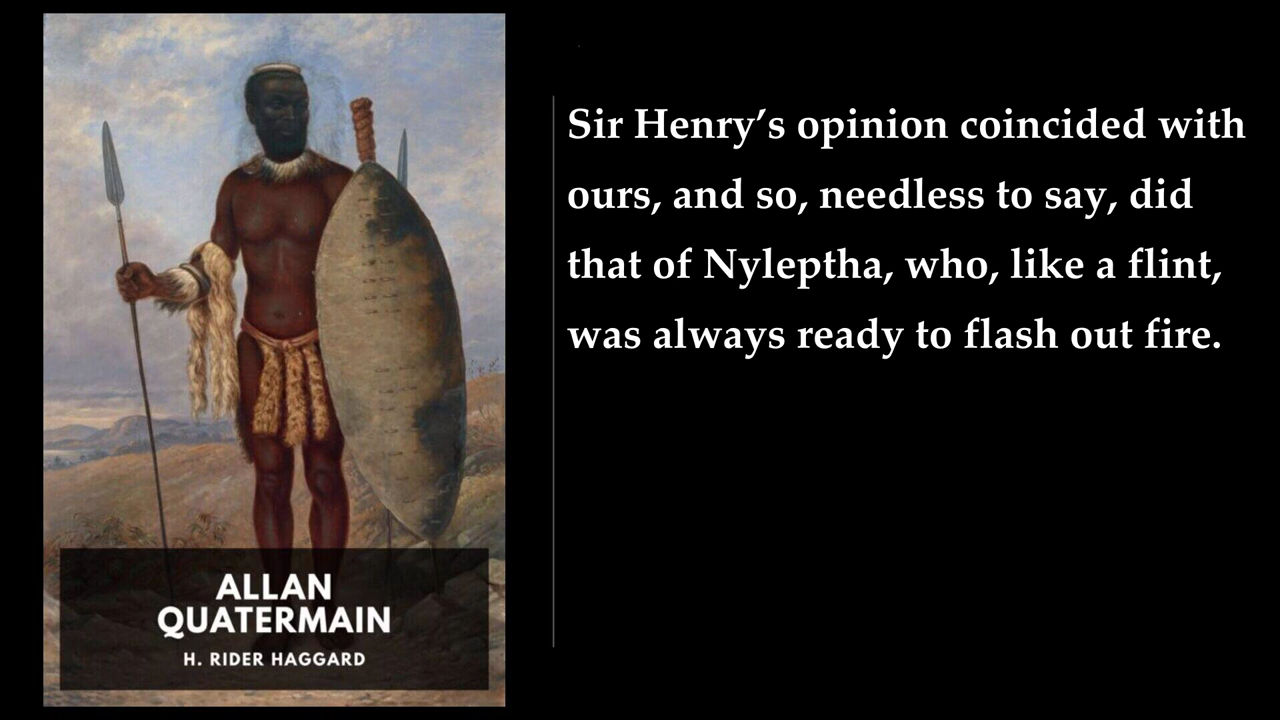 Sir Henry’s opinion coincided with
ours, and so, needless to say, did
that of Nyleptha, who, like a flint,
was always ready to flash out fire.
ALLAN
QUATERMAIN
H. RIDER HAGGARD